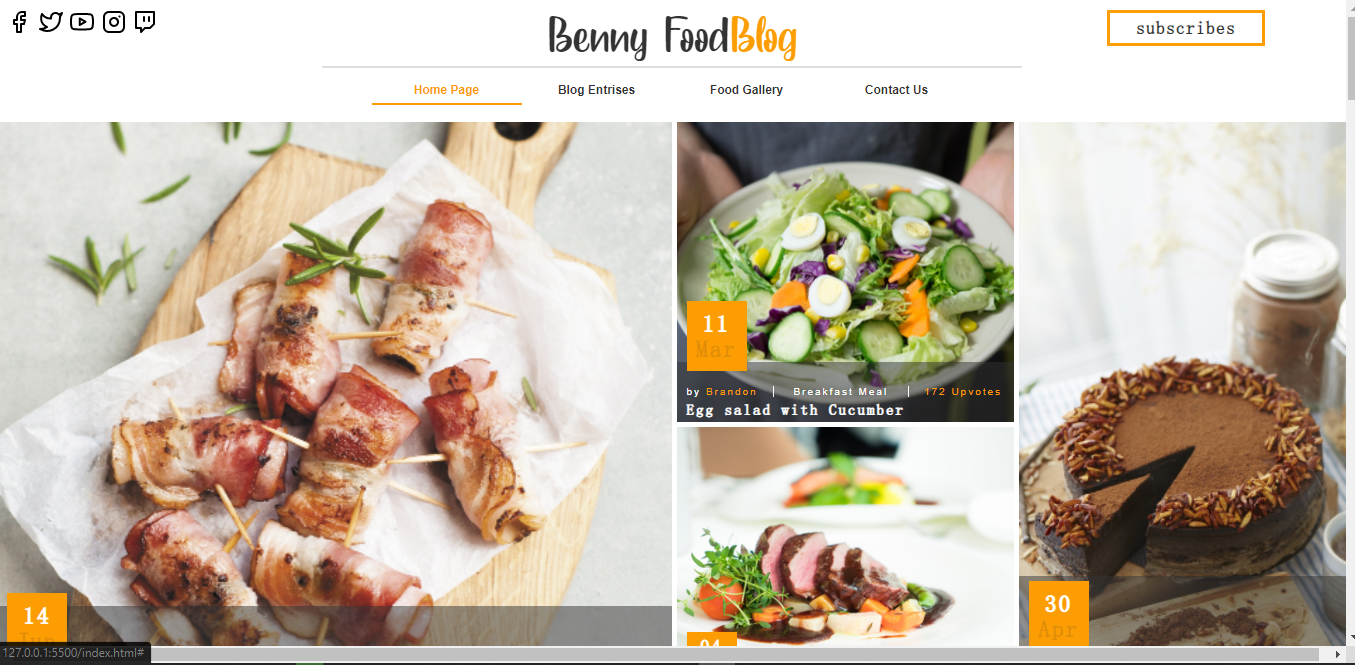 Benny FoodBlog
subscribes
Home Page
Blog Entrises
Food Gallery
Contact Us
11
Mar
by Brandon | Breakfast Meal | 172 Upvotes
Egg salad with Cucumber
14
Jun
04
30
Apr
127.0.0.1:5500/index.html#